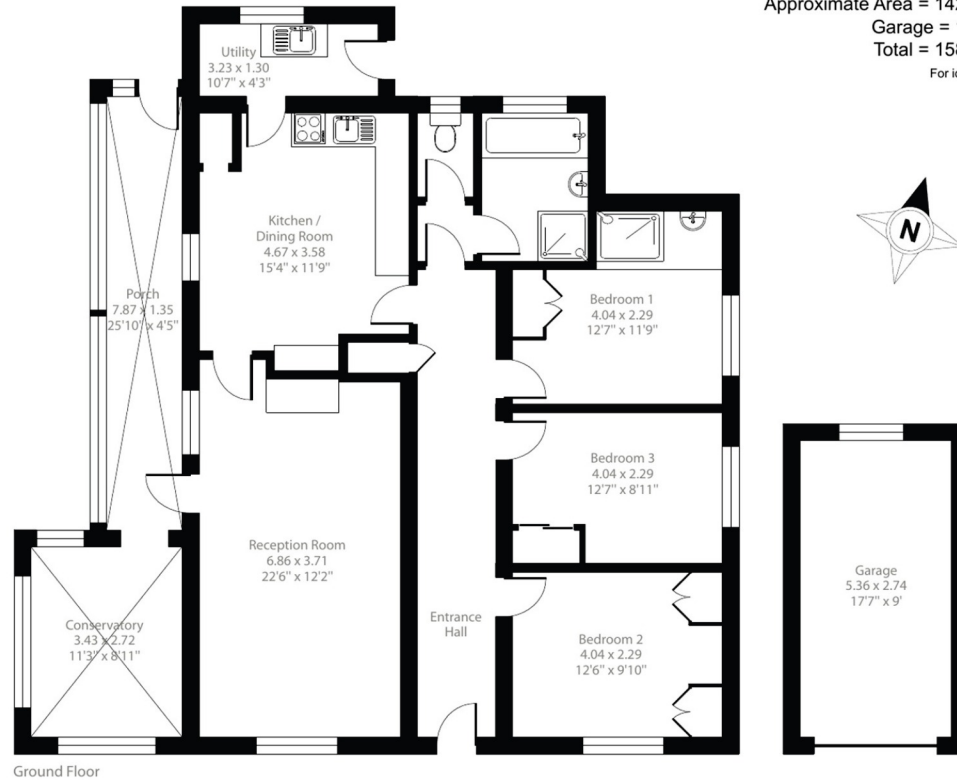 Approximate Area = 14
Garage =
Total = 158
For i
Utility
3.23 x 1.30
10'7" x 4'3"
Kitchen /
Dining Room
4.67 x 3.58
15'4" x 11'9"
Porch
7.87 x 1.35
25'10" x 4'5"
N
Bedroom 1
4.04 x 2.29
12'7" x 11'9"
Bedroom 3
4.04 x 2.29
12'7" x 8'11"
Reception Room
6.86 x 3.71
22'6" x 12'2"
Garage
5.36 x 2.74
17'7" x 9'
Entrance
Hall
Conservatory
3.43 x 2.72
11'3" x 8'11"
Bedroom 2
4.04 x 2.29
12'6" x 9'10"
Ground Floor